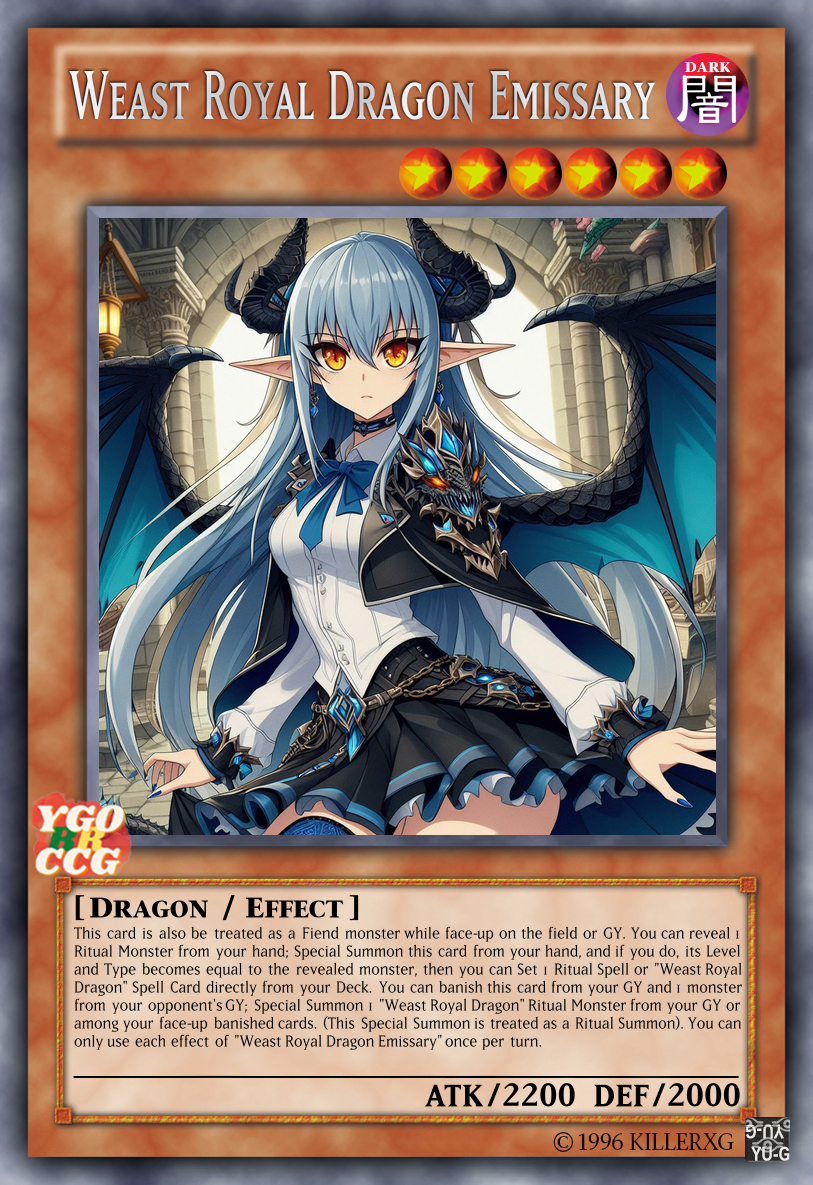 WEAST ROYAL DRAGON EMISSARY
DARK
闇
YGO
RR
CCG
[ DRAGON / EFFECT ]
This card is also be treated as a Fiend monster while face-up on the field or GY. You can reveal 1
Ritual Monster from your hand; Special Summon this card from your hand, and if you do, its Level
and Type becomes equal to the revealed monster, then you can Set 1 Ritual Spell or "Weast Royal
Dragon" Spell Card directly from your Deck. You can banish this card from your GY and 1 monster
from your opponent's GY; Special Summon 1 "Weast Royal Dragon" Ritual Monster from your GY or
among your face-up banished cards. (This Special Summon is treated as a Ritual Summon). You can
only use each effect of "Weast Royal Dragon Emissary" once per turn.
ATK/2200 DEF/2000
© 1996 KILLERXG
YU-G
YU-G